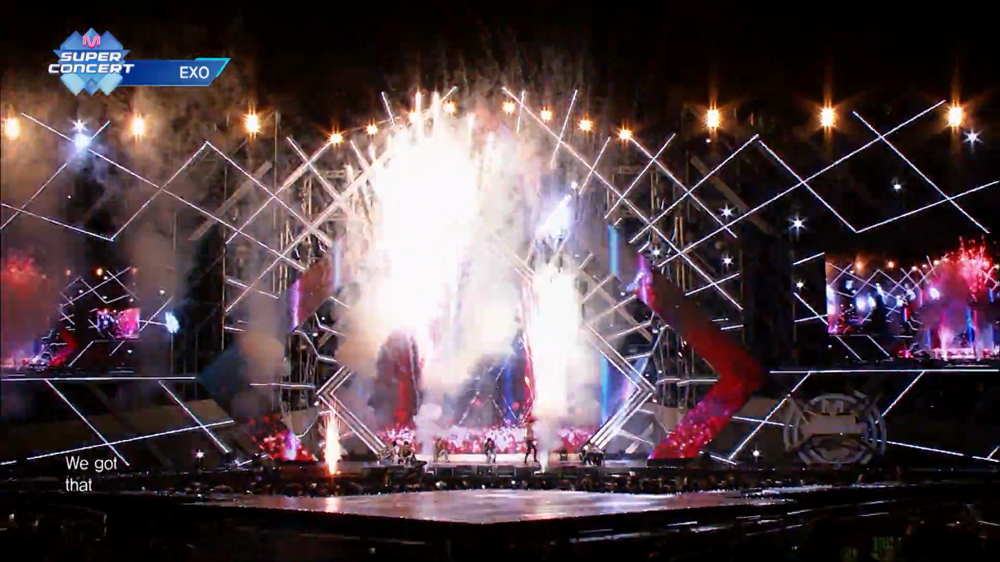 M
SUPER
CONCERT
EXO
We got
that
M